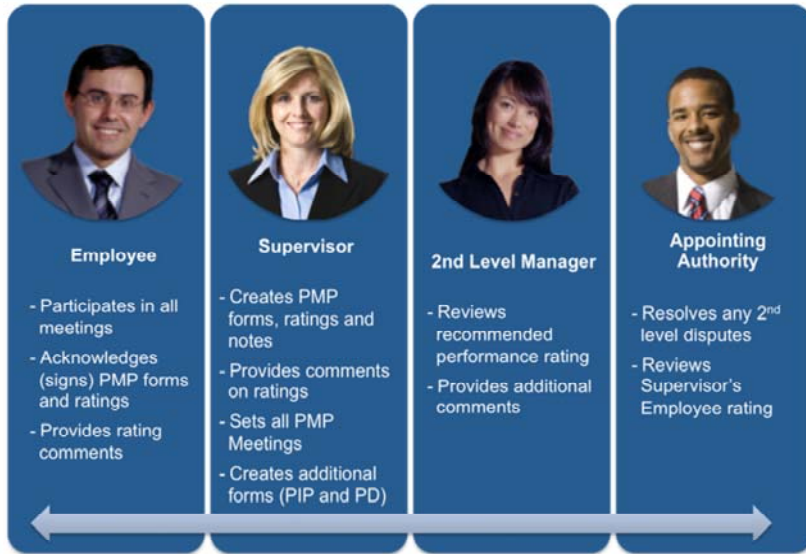 Employee
- Participates in all
meetings
- Acknowledges
(signs) PMP forms
and ratings
- Provides rating
comments
Supervisor
- Creates PMP
forms, ratings and
notes
- Provides comments
on ratings
- Sets all PMP
Meetings
- Creates additional
forms (PIP and PD)
2nd Level Manager
- Reviews
recommended
performance rating
- Provides additional
comments
Appointing
Authority
- Resolves any 2nd
level disputes
- Reviews
Supervisor's
Employee rating